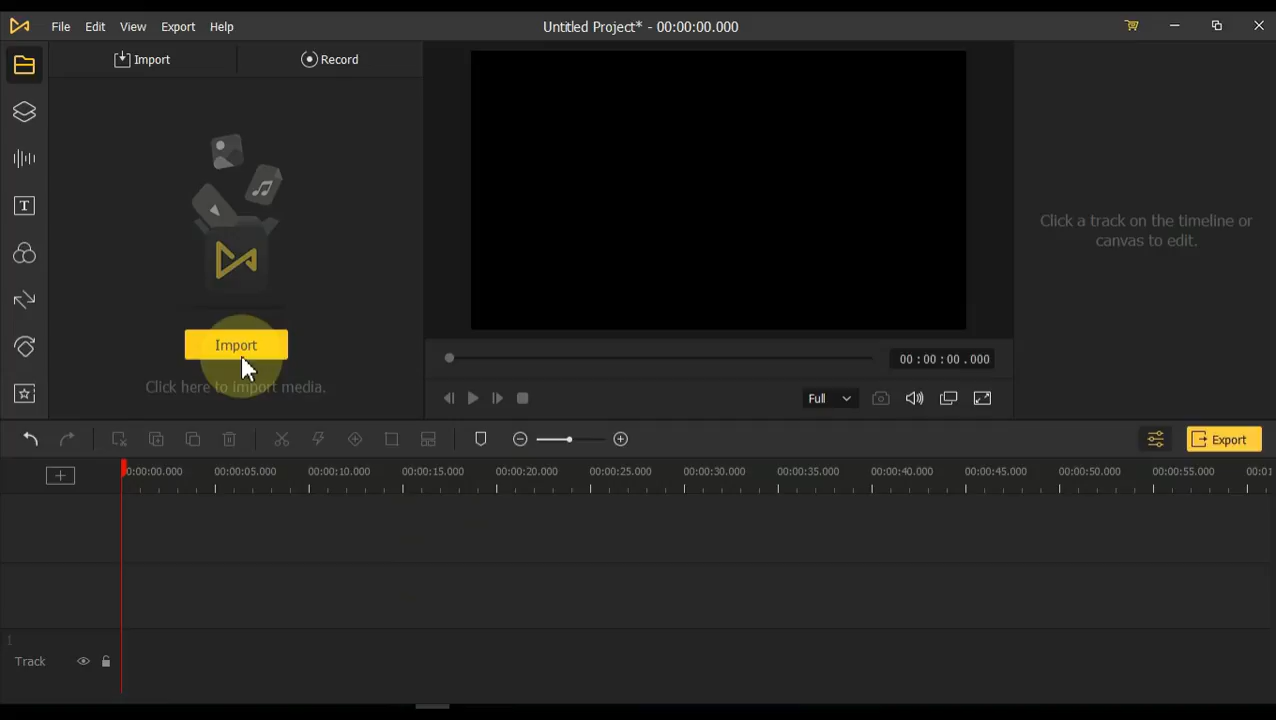 File Edit View Export Help
Untitled Project* - 00:00:00.000
Import
Record
Import
Click here to import media.
Click a track on the timeline or
canvas to edit.
00:00:00.000
Full
Export
0:00:00.000 00:00:05.000 00:00:10.000 00:00:15.000 00:00:20.000 00:00:25.000 00:00:30.000 00:00:35.000 00:00:40.000 00:00:45.000 00:00:50.000 00:00:55.000 00:01
1
Track